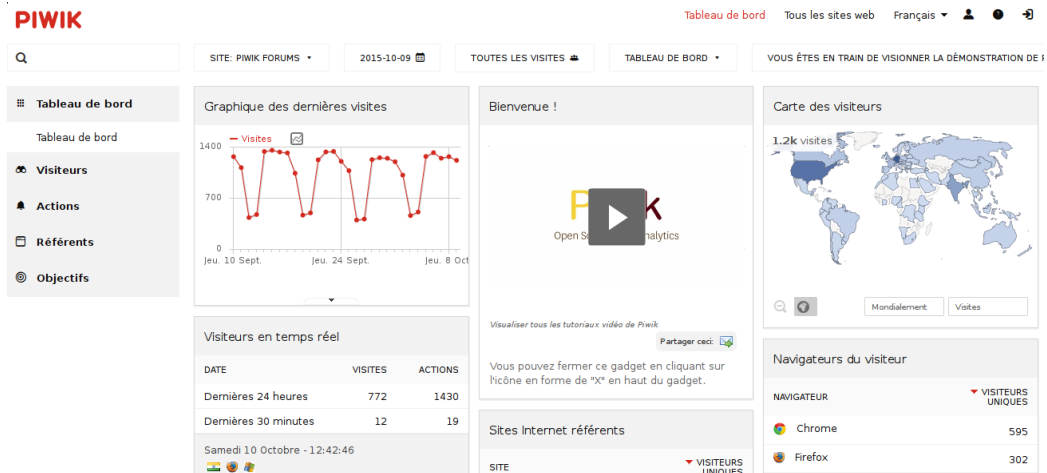 PIWIK
Tableau de bord Tous les sites web Français
SITE: PIWIK FORUMS 2015-10-09 TOUTES LES VISITES TABLEAU DE BORD VOUS ÊTES EN TRAIN DE VISIONNER LA DÉMONSTRATION DE
Tableau de bord
Tableau de bord
Visiteurs
Actions
Référents
Objectifs
Graphique des dernières visites
Visites
1400
700
0
jeu. 10 Sept. jeu. 24 Sept. jeu. 8 Oct
Visiteurs en temps réel
DATE VISITES ACTIONS
Dernières 24 heures 772 1430
Dernières 30 minutes 12 19
Samedi 10 Octobre - 12:42:46
Bienvenue !
Open
Visualiser tous les tutoriaux vidéo de Piwik
Partager ceci:
Vous pouvez fermer ce gadget en cliquant sur
l'icône en forme de "X" en haut du gadget.
Sites Internet référents
SITE VISITEURS
UNIQUES
Carte des visiteurs
1.2k visites
Mondialement Visites
Navigateurs du visiteur
NAVIGATEUR VISITEURS
UNIQUES
Chrome 595
Firefox 302